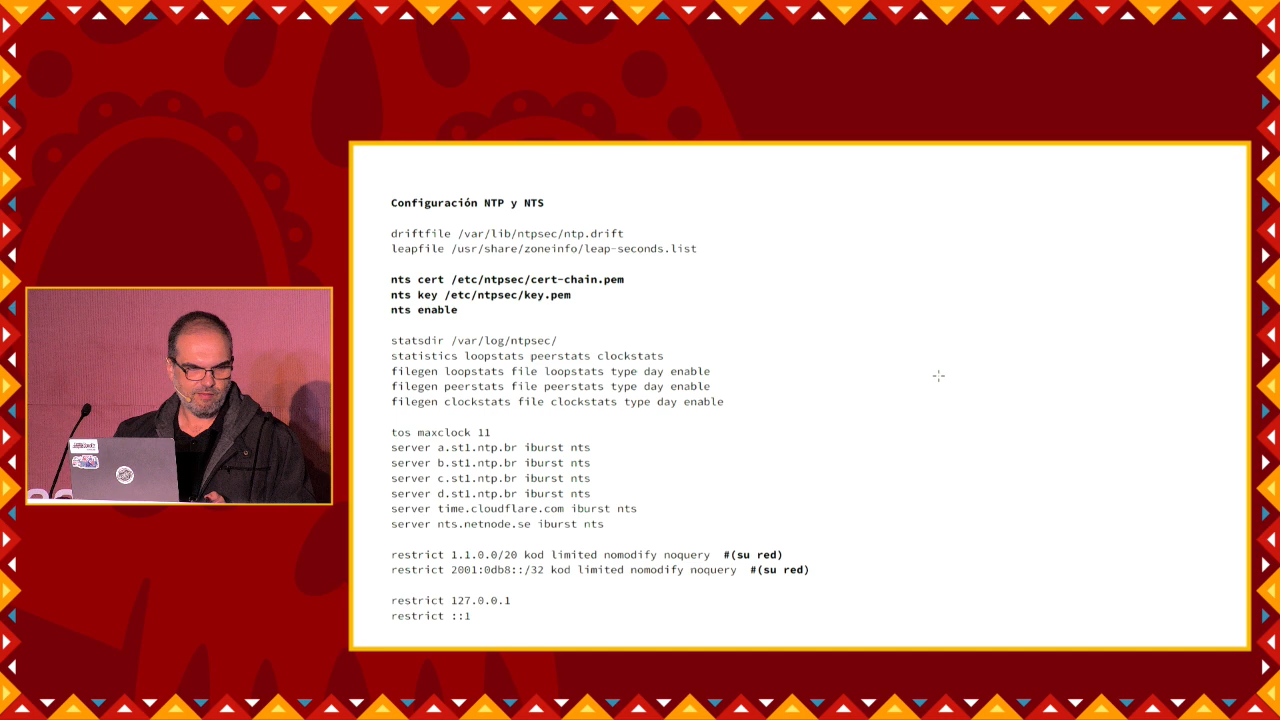 Configuración NTP y NTS
driftfile /var/lib/ntpsec/ntp.drift
leapfile /usr/share/zoneinfo/leap-seconds.list
nts cert /etc/ntpsec/cert-chain.pem
nts key /etc/ntpsec/key.pem
nts enable
statsdir /var/log/ntpsec/
statistics loopstats peerstats clockstats
filegen loopstats file loopstats type day enable
filegen peerstats file peerstats type day enable
filegen clockstats file clockstats type day enable
tos maxclock 11
server a.st1.ntp.br iburst nts
server b.st1.ntp.br iburst nts
server c.st1.ntp.br iburst nts
server d.st1.ntp.br iburst nts
server time.cloudflare.com iburst nts
server nts.netnode.se iburst nts
restrict 1.1.0.0/20 kod limited nomodify noquery #(su red)
restrict 2001:0db8::/32 kod limited nomodify noquery #(su red)
restrict 127.0.0.1
restrict ::1